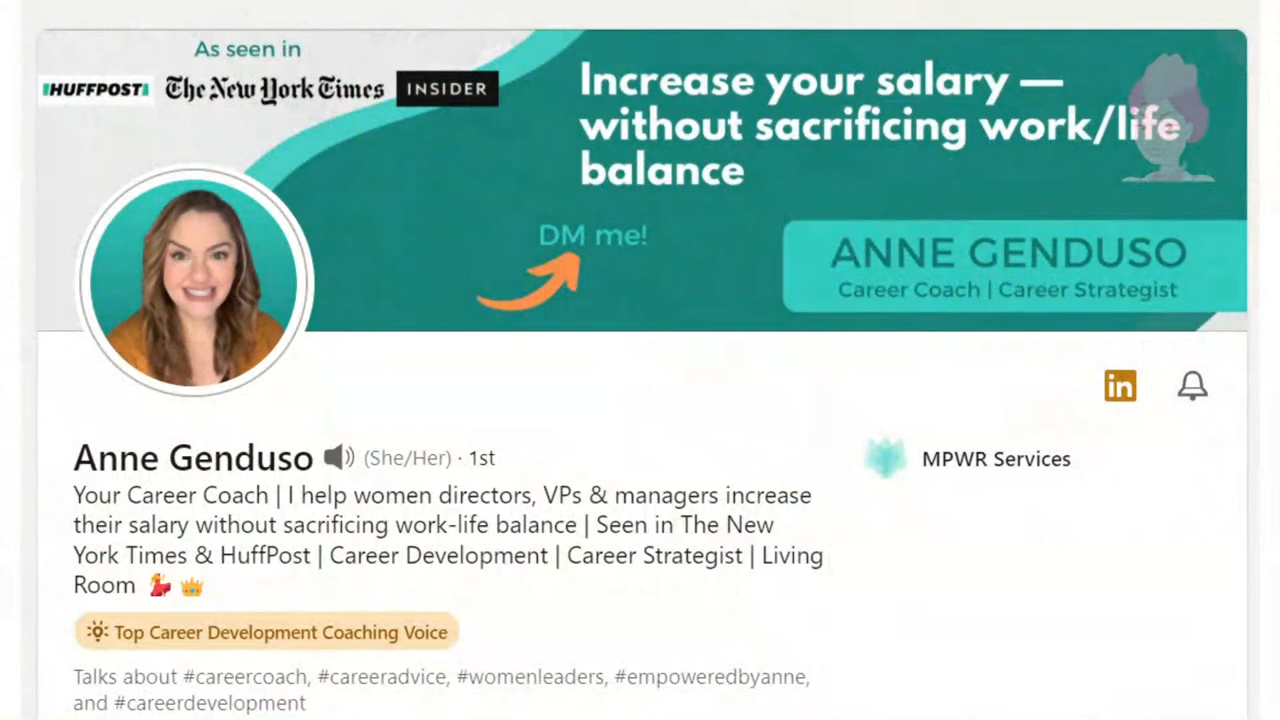 As seen in
HUFFPOST The New York Times INSIDER
Increase your salary —
without sacrificing work/life
balance
DM me!
ANNE GENDUSO
Career Coach | Career Strategist
in
Anne Genduso (She/Her) · 1st
MPWR Services
Your Career Coach | I help women directors, VPs & managers increase
their salary without sacrificing work-life balance | Seen in The New
York Times & HuffPost | Career Development | Career Strategist | Living
Room 💃 👑
Top Career Development Coaching Voice
Talks about #careercoach, #careeradvice, #womenleaders, #empoweredbyanne,
and #careerdevelopment